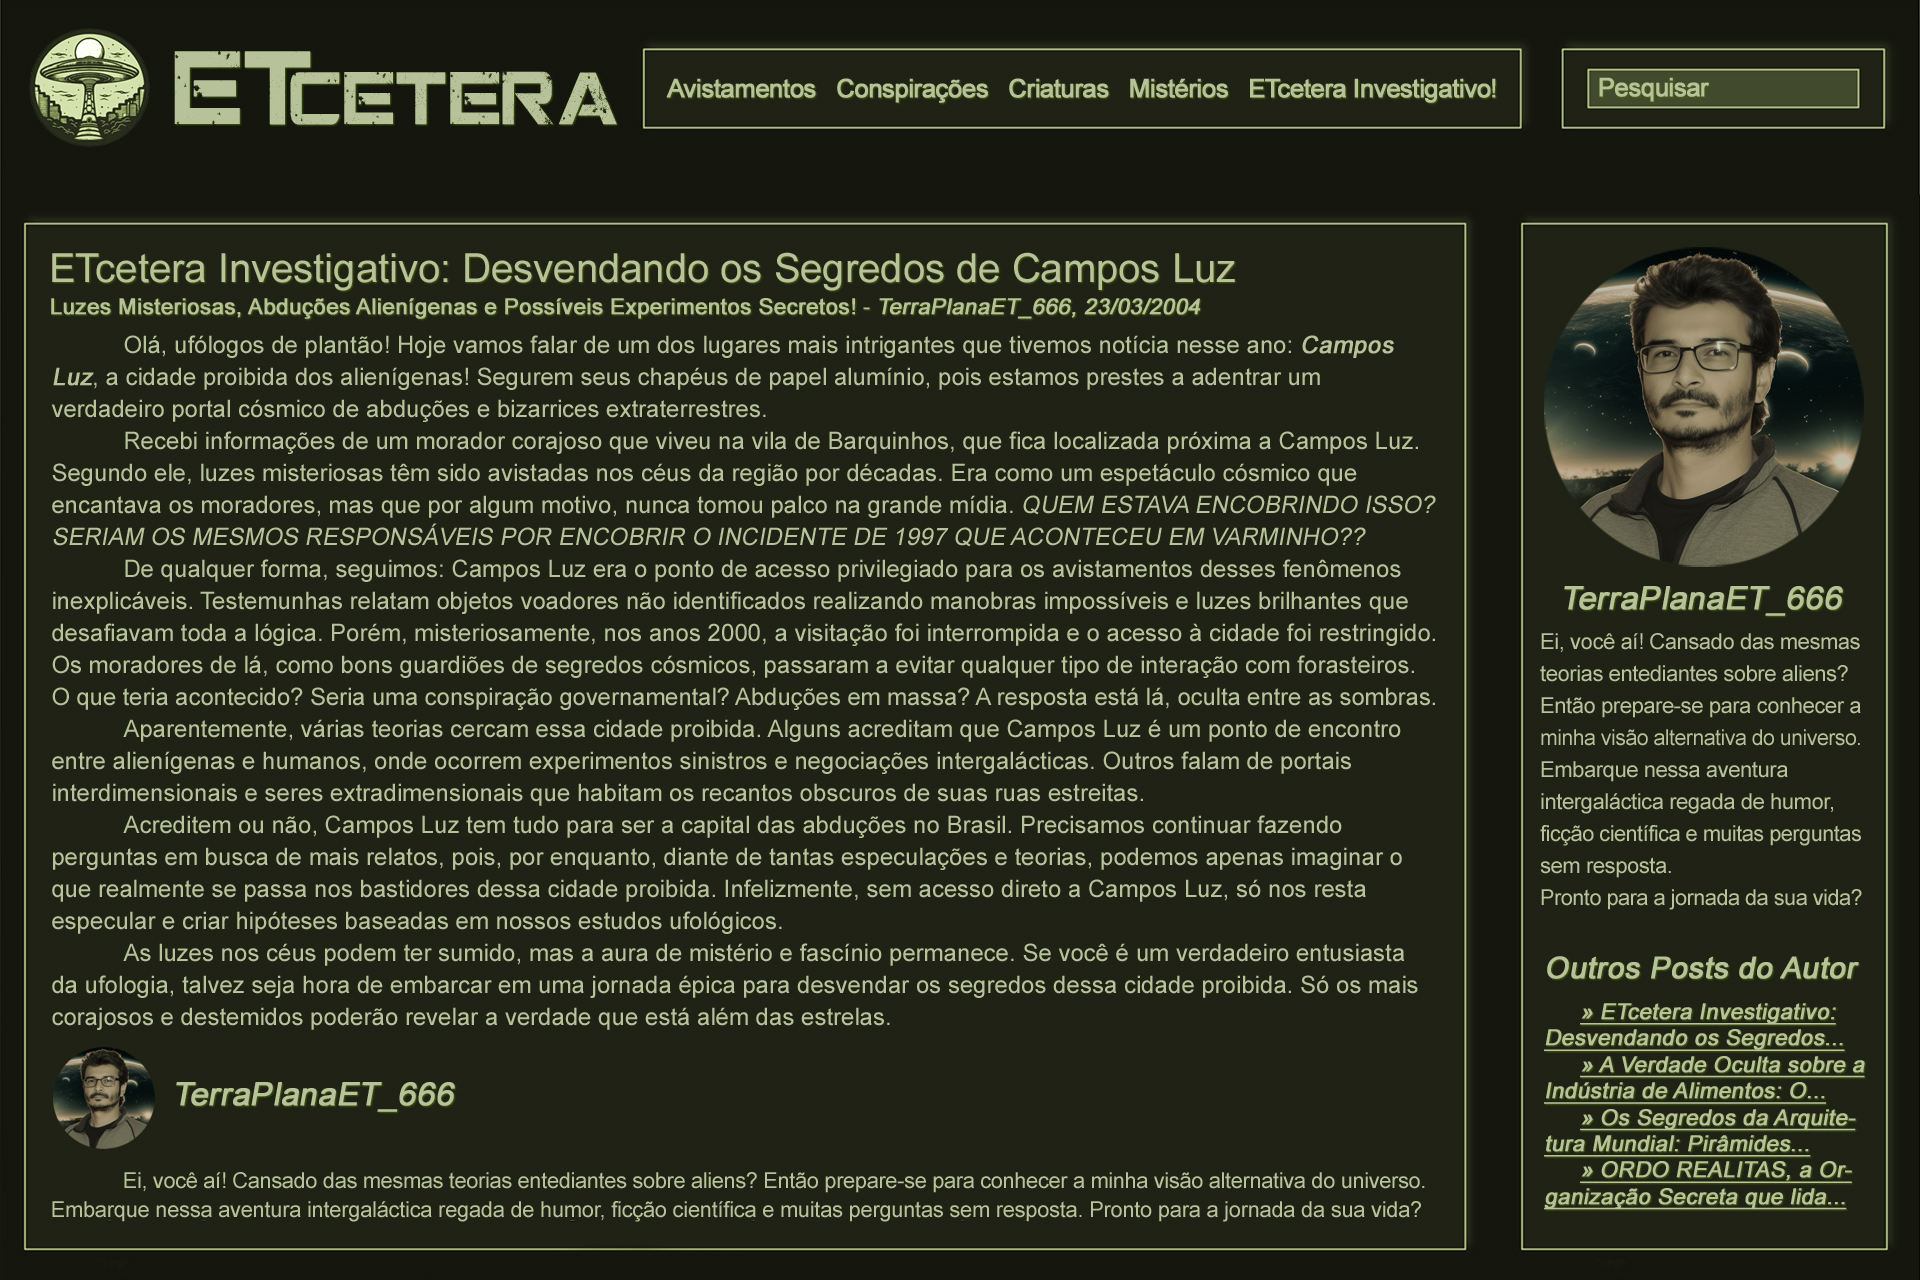 ETCETERA
Avistamentos Conspirações Criaturas Mistérios ETcetera Investigativo!
Pesquisar
ETcetera Investigativo: Desvendando os Segredos de Campos Luz
Luzes Misteriosas, Abduções Alienígenas e Possíveis Experimentos Secretos! - TerraPlanaET_666, 23/03/2004
Olá, ufólogos de plantão! Hoje vamos falar de um dos lugares mais intrigantes que tivemos notícia nesse ano: Campos
Luz, a cidade proibida dos alienígenas! Segurem seus chapéus de papel alumínio, pois estamos prestes a adentrar um
verdadeiro portal cósmico de abduções e bizarrices extraterrestres.
Recebi informações de um morador corajoso que viveu na vila de Barquinhos, que fica localizada próxima a Campos Luz.
Segundo ele, luzes misteriosas têm sido avistadas nos céus da região por décadas. Era como um espetáculo cósmico que
encantava os moradores, mas que por algum motivo, nunca tomou palco na grande mídia. QUEM ESTAVA ENCOBRINDO ISSO?
SERIAM OS MESMOS RESPONSÁVEIS POR ENCOBRIR O INCIDENTE DE 1997 QUE ACONTECEU EM VARMINHO??
De qualquer forma, seguimos: Campos Luz era o ponto de acesso privilegiado para os avistamentos desses fenômenos
inexplicáveis. Testemunhas relatam objetos voadores não identificados realizando manobras impossíveis e luzes brilhantes que
desafiavam toda a lógica. Porém, misteriosamente, nos anos 2000, a visitação foi interrompida e o acesso à cidade foi restringido.
Os moradores de lá, como bons guardiões de segredos cósmicos, passaram a evitar qualquer tipo de interação com forasteiros.
O que teria acontecido? Seria uma conspiração governamental? Abduções em massa? A resposta está lá, oculta entre as sombras.
Aparentemente, várias teorias cercam essa cidade proibida. Alguns acreditam que Campos Luz é um ponto de encontro
entre alienígenas e humanos, onde ocorrem experimentos sinistros e negociações intergalácticas. Outros falam de portais
interdimensionais e seres extradimensionais que habitam os recantos obscuros de suas ruas estreitas.
Acreditem ou não, Campos Luz tem tudo para ser a capital das abduções no Brasil. Precisamos continuar fazendo
perguntas em busca de mais relatos, pois, por enquanto, diante de tantas especulações e teorias, podemos apenas imaginar o
que realmente se passa nos bastidores dessa cidade proibida. Infelizmente, sem acesso direto a Campos Luz, só nos resta
especular e criar hipóteses baseadas em nossos estudos ufológicos.
As luzes nos céus podem ter sumido, mas a aura de mistério e fascínio permanece. Se você é um verdadeiro entusiasta
da ufologia, talvez seja hora de embarcar em uma jornada épica para desvendar os segredos dessa cidade proibida. Só os mais
corajosos e destemidos poderão revelar a verdade que está além das estrelas.
TerraPlanaET_666
Ei, você aí! Cansado das mesmas teorias entediantes sobre aliens? Então prepare-se para conhecer a minha visão alternativa do universo.
Embarque nessa aventura intergaláctica regada de humor, ficção científica e muitas perguntas sem resposta. Pronto para a jornada da sua vida?
TerraPlanaET_666
Ei, você aí! Cansado das mesmas
teorias entediantes sobre aliens?
Então prepare-se para conhecer a
minha visão alternativa do universo.
Embarque nessa aventura
intergaláctica regada de humor,
ficção científica e muitas perguntas
sem resposta.
Pronto para a jornada da sua vida?
Outros Posts do Autor
» ETcetera Investigativo:
Desvendando os Segredos...
» A Verdade Oculta sobre a
Indústria de Alimentos: O...
» Os Segredos da Arquite-
tura Mundial: Pirâmides...
» ORDO REALITAS, a Or-
ganização Secreta que lida...